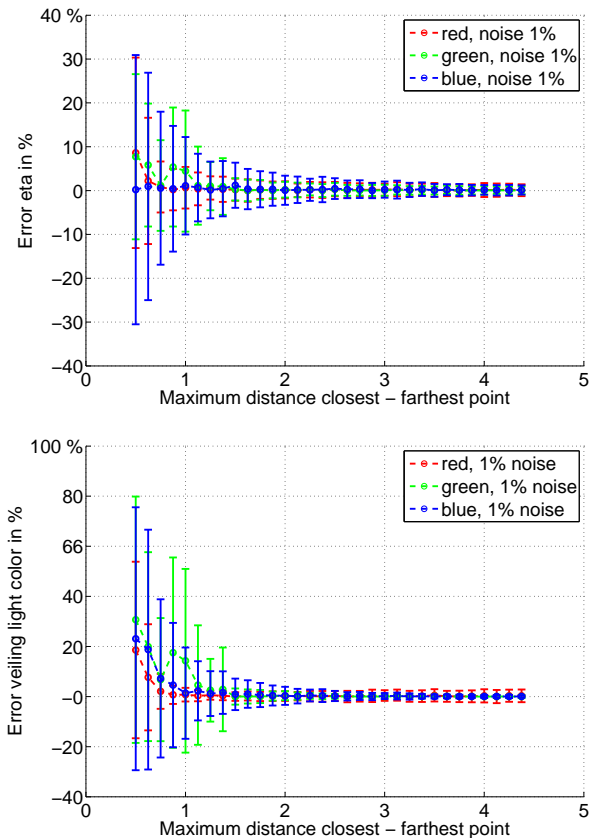 40 %
30
20
10
0
−10
−20
−30
−40
Error eta in %
red, noise 1%
green, noise 1%
blue, noise 1%
0 1 2 3 4 5
Maximum distance closest − farthest point
100 %
80
66
40
20
−0
−20
−40
Error veiling light color in %
red, 1% noise
green, 1% noise
blue, 1% noise
0 1 2 3 4 5
Maximum distance closest − farthest point